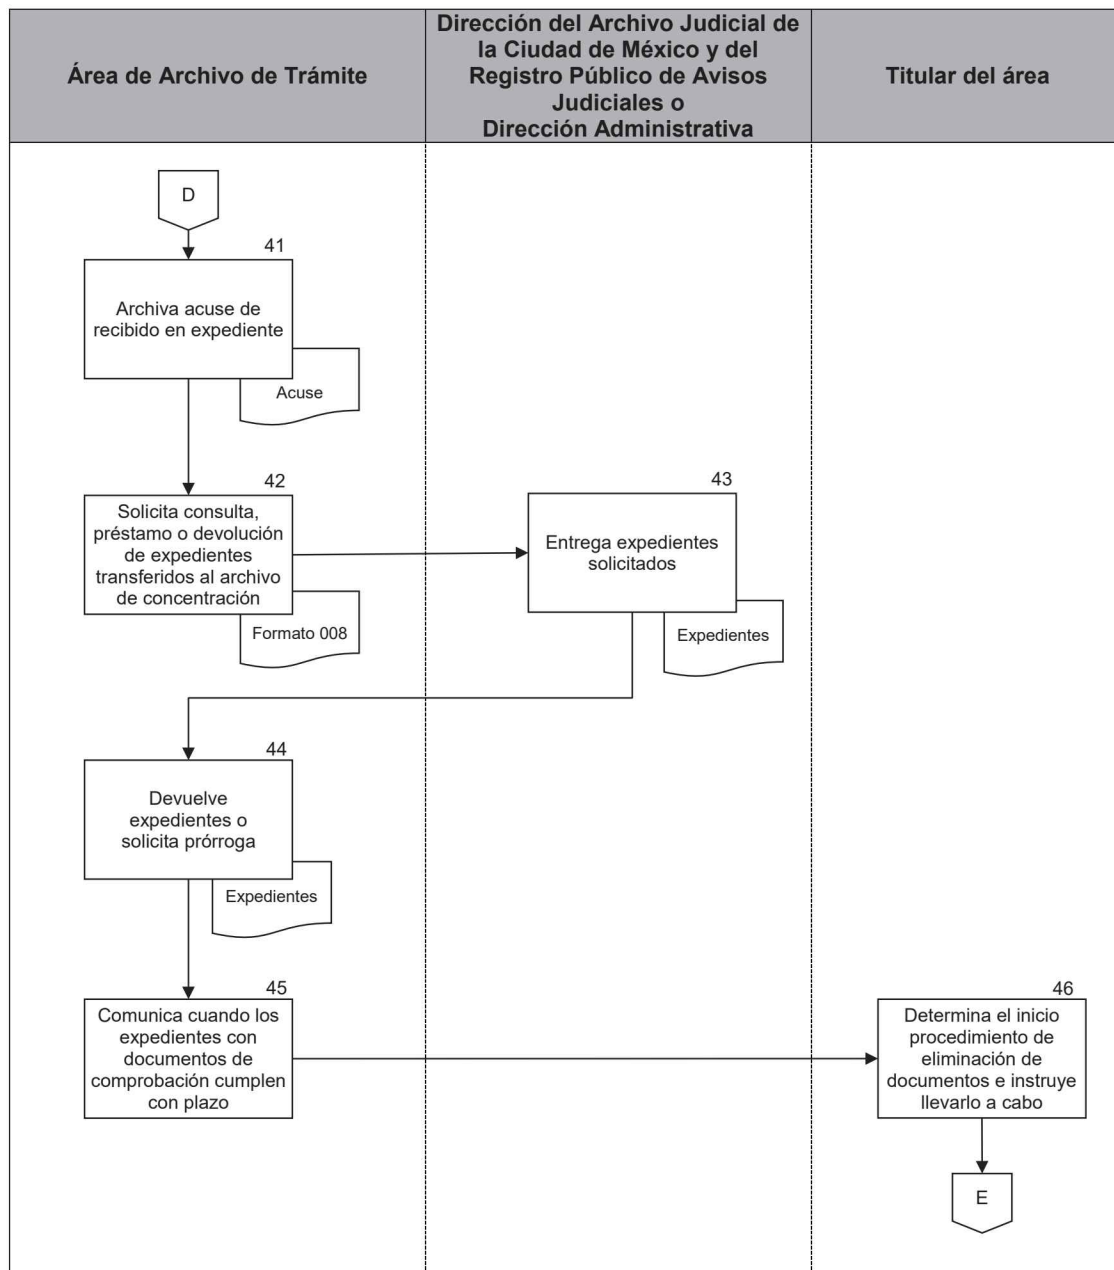 Área de Archivo de Trámite
Dirección del Archivo Judicial de
la Ciudad de México y del
Registro Público de Avisos
Judiciales o
Dirección Administrativa
Titular del área
D
41
Archiva acuse de
recibido en expediente
Acuse
42
Solicita consulta,
préstamo o devolución
de expedientes
transferidos al archivo
de concentración
Formato 008
43
Entrega expedientes
solicitados
Expedientes
44
Devuelve
expedientes o
solicita prórroga
Expedientes
45
Comunica cuando los
expedientes con
documentos de
comprobación cumplen
con plazo
46
Determina el inicio
procedimiento de
eliminación de
documentos e instruye
llevarlo a cabo
E